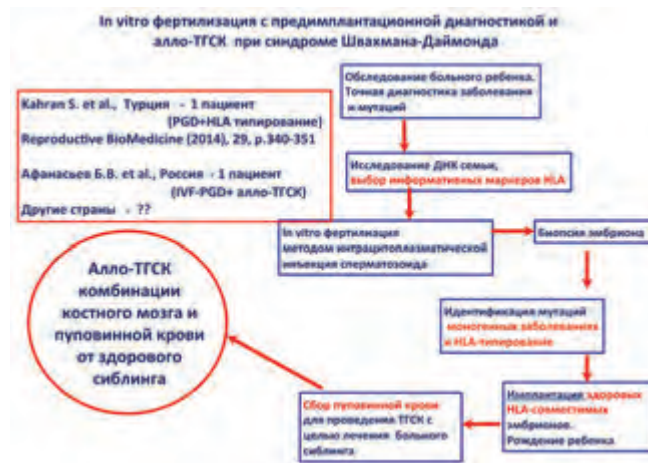 In vitro фертилизация с предимплантационной диагностикой и
алло-ТГСК при синдроме Швахмана-Даймонда
Kahran S. et al., Турция - 1 пациент
(PGD+HLA типирование)
Reproductive BioMedicine (2014), 29, p.340-351
Афанасьев Б.В. et al., Россия - 1 пациент
(IVF-PGD+ алло-ТГСК)
Другие страны - ??
Обследование больного ребенка.
Точная диагностика заболевания
и мутаций
Исследование ДНК семьи,
выбор информативных маркеров HLA
In vitro фертилизация
методом интрацитоплазматической
инъекция сперматозоида
Биопсия эмбриона
Идентификация мутаций
моногенных заболеваниях
и HLA-типирование
Имплантация здоровых
HLA-совместимых
эмбрионов.
Рождение ребенка
Сбор пуповинной крови
для проведения ТГСК с
целью лечения больного
сиблинга
Алло-ТГСК
комбинации
костного мозга и
пуповинной крови
от здорового
сиблинга